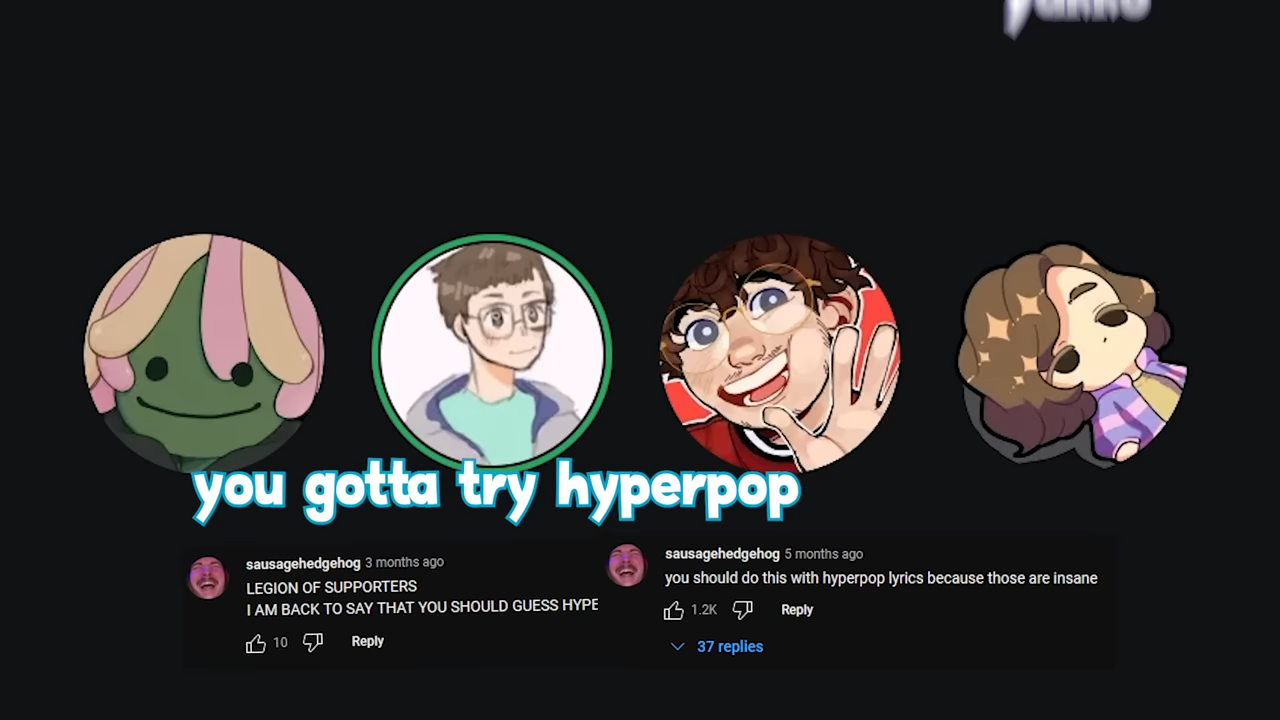 you gotta try hyperpop
sausagehedgehog 3 months ago
LEGION OF SUPPORTERS
I AM BACK TO SAY THAT YOU SHOULD GUESS HYPE
10 Reply
sausagehedgehog 5 months ago
you should do this with hyperpop lyrics because those are insane
1.2K Reply
37 replies